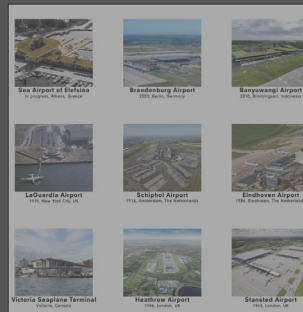 Sea Airport of Elefsina
In progress, Athens, Greece
Brandenburg Airport
2020, Berlin, Germany
Banyuwangi Airport
2010, Blimbingsari, Indonesia
LaGuardia Airport
1939, New York City, US
Schiphol Airport
1916, Amsterdam, The Netherlands
Eindhoven Airport
1984, Eindhoven, The Netherlands
Victoria Seaplane Terminal
Victoria, Canada
Heathrow Airport
1946, London, UK
Stansted Airport
1943, London, UK